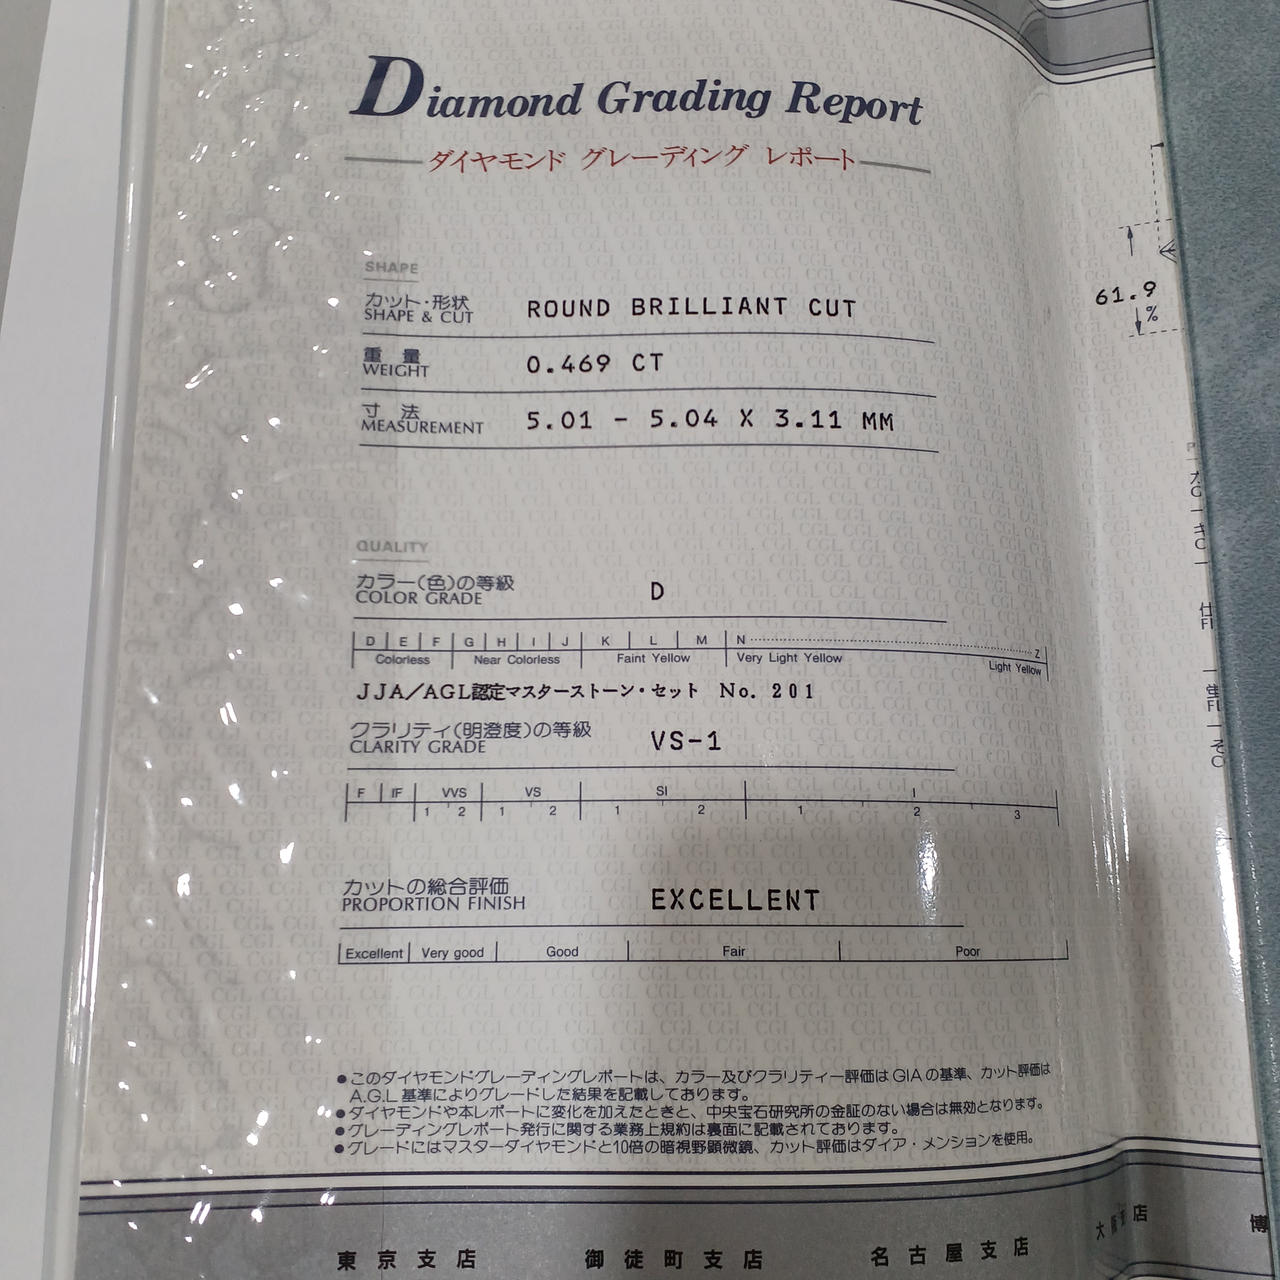 Diamond Grading Report
ダイヤモンド グレーディング レポート
SHAPE
カット・形状
SHAPE & CUT
ROUND BRILLIANT CUT
重量
WEIGHT
0.469 CT
寸法
MEASUREMENT
5.01 - 5.04 X 3.11 MM
61.9
%
QUALITY
カラー(色)の等級
COLOR GRADE
D
D E F G H I J K L M N Z
Colorless Near Colorless Faint Yellow Very Light Yellow Light Yellow
JJA/AGL認定マスターストーン・セット No. 201
クラリティ(明澄度)の等級
CLARITY GRADE
VS-1
F IF VVS VS SI I
1 2 1 2 1 2 1 2 3
カットの総合評価
PROPORTION FINISH
EXCELLENT
Excellent Very good Good Fair Poor
●このダイヤモンドグレーディングレポートは、カラー及びクラリティー評価はGIAの基準、カット評価は
A.G.L基準によりグレードした結果を記載しております。
●ダイヤモンドや本レポートに変化を加えたときと、中央宝石研究所の金証のない場合は無効となります。
●グレーディングレポート発行に関する業務上規約は裏面に記載されております。
●グレードにはマスターダイヤモンドと10倍の暗視野顕微鏡、カット評価はダイア・メンションを使用。
東京支店 御徒町支店 名古屋支店 大阪支店 博